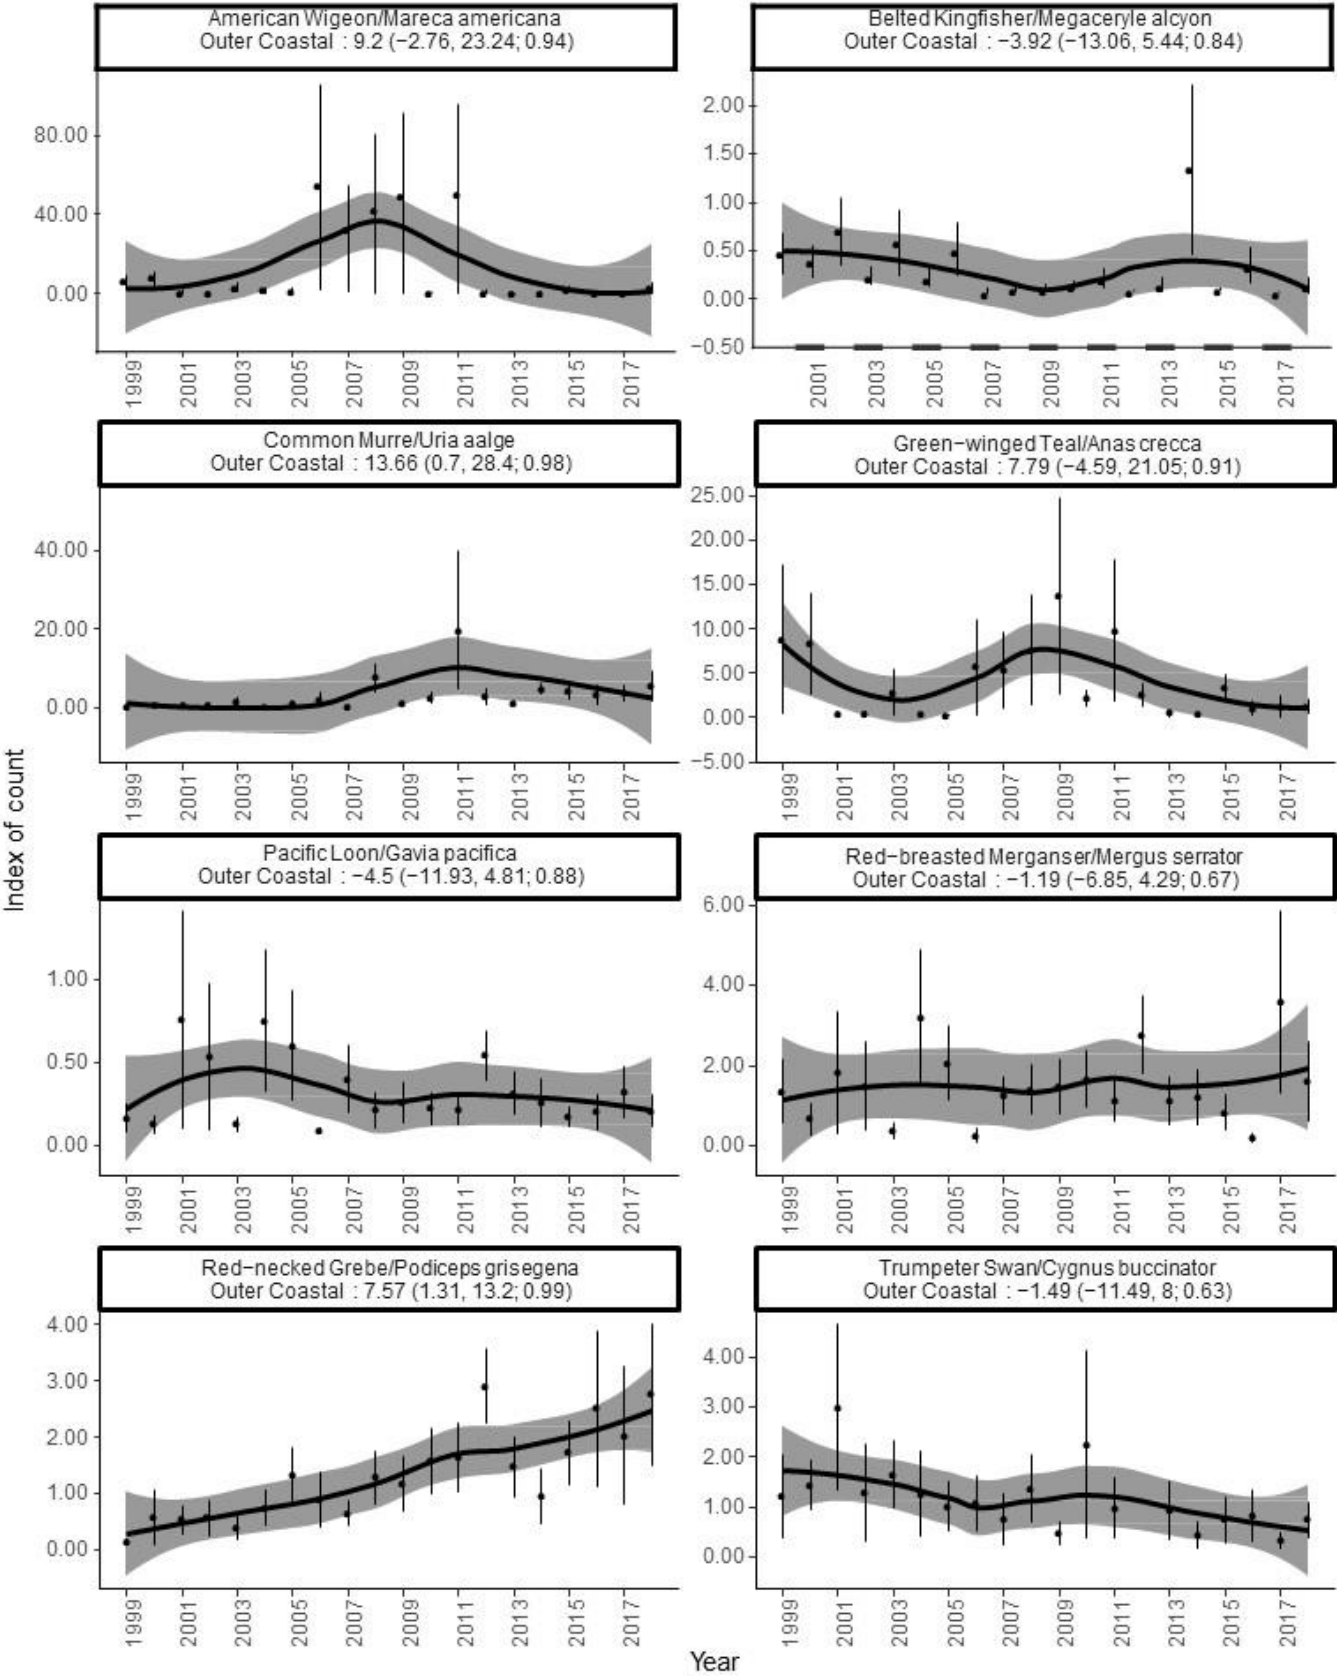 American Wigeon/Mareca americana
Outer Coastal : 9.2 (−2.76, 23.24; 0.94)
80.00
40.00
0.00
1999 2001 2003 2005 2007 2009 2011 2013 2015 2017
Belted Kingfisher/Megaceryle alcyon
Outer Coastal : −3.92 (−13.06, 5.44; 0.84)
2.00
1.50
1.00
0.50
0.00
−0.50
2001 2003 2005 2007 2009 2011 2013 2015 2017
Common Murre/Uria aalge
Outer Coastal : 13.66 (0.7, 28.4; 0.98)
40.00
20.00
0.00
1999 2001 2003 2005 2007 2009 2011 2013 2015 2017
Green−winged Teal/Anas crecca
Outer Coastal : 7.79 (−4.59, 21.05; 0.91)
25.00
20.00
15.00
10.00
5.00
0.00
−5.00
1999 2001 2003 2005 2007 2009 2011 2013 2015 2017
Index of count
Pacific Loon/Gavia pacifica
Outer Coastal : −4.5 (−11.93, 4.81; 0.88)
1.00
0.50
0.00
1999 2001 2003 2005 2007 2009 2011 2013 2015 2017
Red−breasted Merganser/Mergus serrator
Outer Coastal : −1.19 (−6.85, 4.29; 0.67)
6.00
4.00
2.00
0.00
1999 2001 2003 2005 2007 2009 2011 2013 2015 2017
Red−necked Grebe/Podiceps grisegena
Outer Coastal : 7.57 (1.31, 13.2; 0.99)
4.00
3.00
2.00
1.00
0.00
1999 2001 2003 2005 2007 2009 2011 2013 2015 2017
Trumpeter Swan/Cygnus buccinator
Outer Coastal : −1.49 (−11.49, 8; 0.63)
4.00
3.00
2.00
1.00
0.00
1999 2001 2003 2005 2007 2009 2011 2013 2015 2017
Year